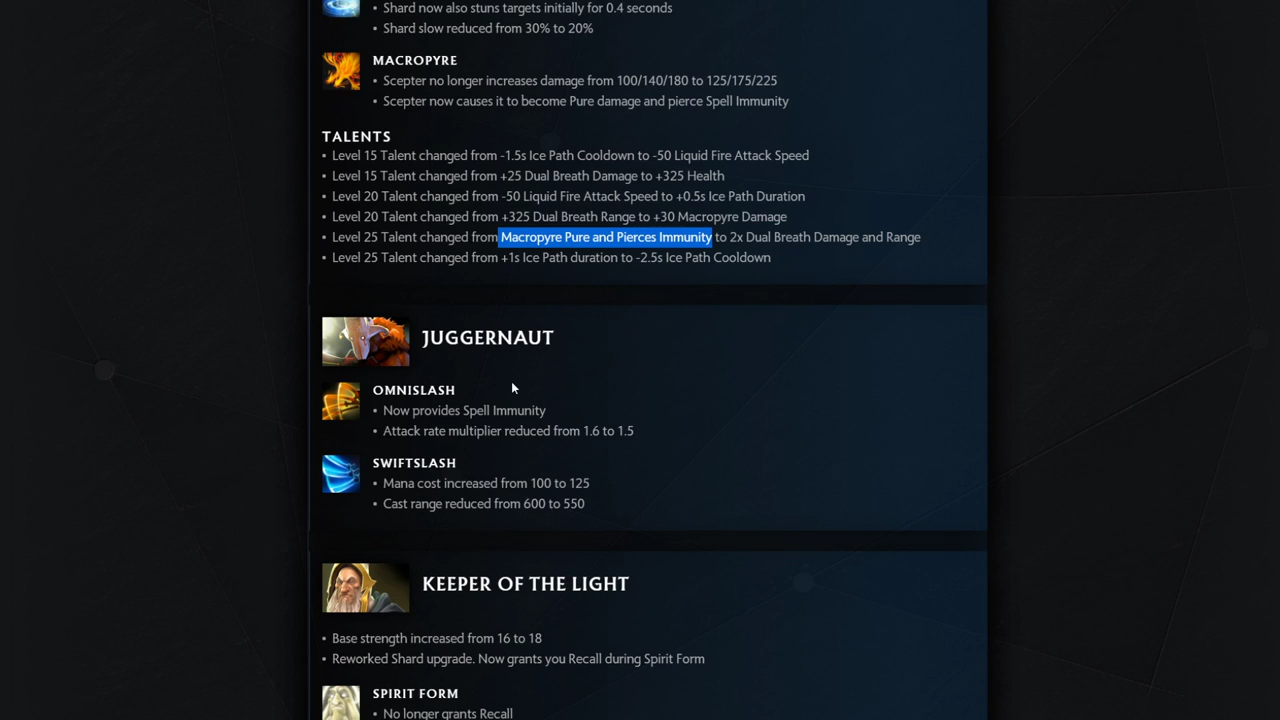 Shard now also stuns targets initially for 0.4 seconds
Shard slow reduced from 30% to 20%
MACROPYRE
Scepter no longer increases damage from 100/140/180 to 125/175/225
Scepter now causes it to become Pure damage and pierce Spell Immunity
TALENTS
Level 15 Talent changed from -1.5s Ice Path Cooldown to -50 Liquid Fire Attack Speed
Level 15 Talent changed from +25 Dual Breath Damage to +325 Health
Level 20 Talent changed from -50 Liquid Fire Attack Speed to +0.5s Ice Path Duration
Level 20 Talent changed from +325 Dual Breath Range to +30 Macropyre Damage
Level 25 Talent changed from Macropyre Pure and Pierces Immunity to 2x Dual Breath Damage and Range
Level 25 Talent changed from +1s Ice Path duration to -2.5s Ice Path Cooldown
JUGGERNAUT
OMNISLASH
Now provides Spell Immunity
Attack rate multiplier reduced from 1.6 to 1.5
SWIFTSLASH
Mana cost increased from 100 to 125
Cast range reduced from 600 to 550
KEEPER OF THE LIGHT
Base strength increased from 16 to 18
Reworked Shard upgrade. Now grants you Recall during Spirit Form
SPIRIT FORM
No longer grants Recall